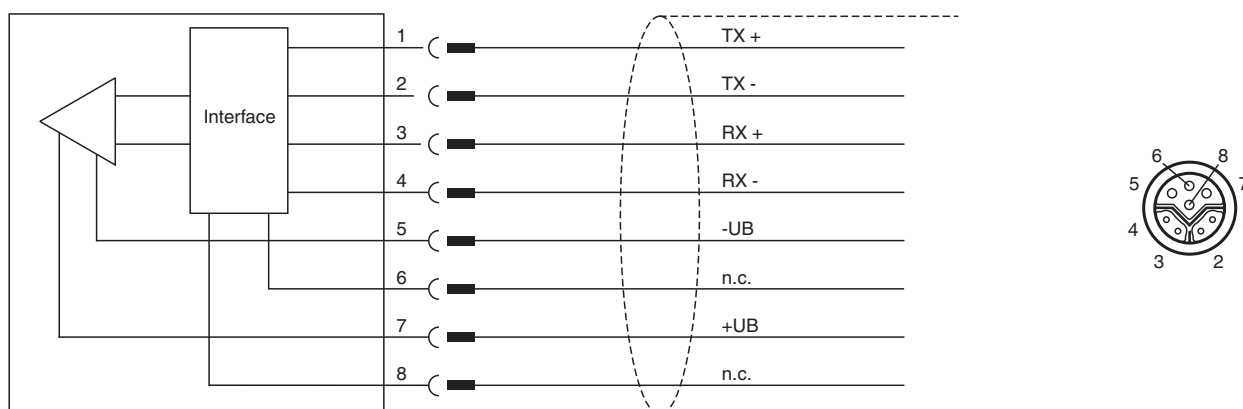 1 TX +
2 TX -
Interface
3 RX +
4 RX -
5 -UB
6 n.c.
7 +UB
8 n.c.
6 8
5 7
4
3 2